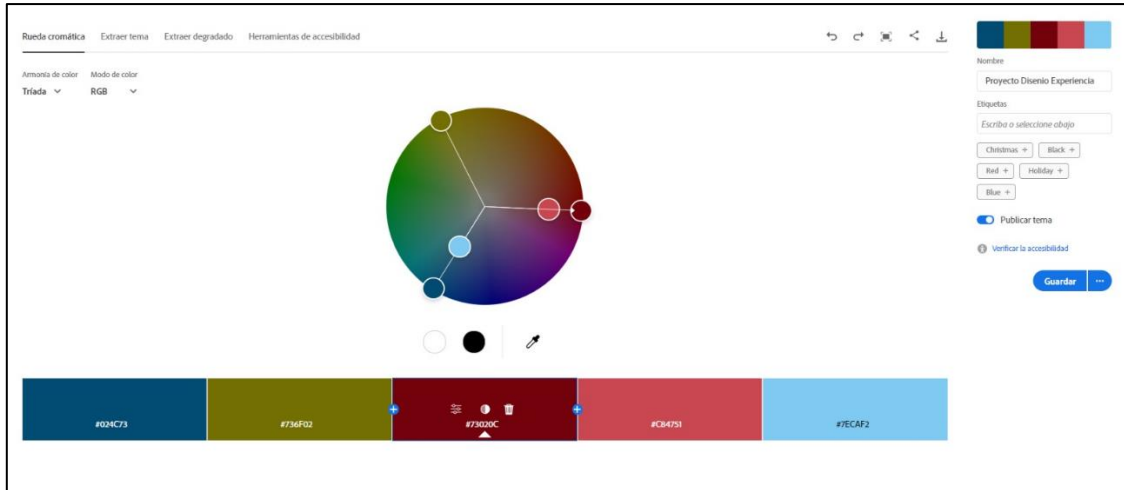 Rueda cromática Extraer tema Extraer degradado Herramientas de accesibilidad
Armonía de color Modo de color
Tríada RGB
Nombre
Proyecto Disenio Experiencia
Etiquetas
Escriba o seleccione abajo
Christmas + Black +
Red + Holiday +
Blue +
Publicar tema
Verificar la accesibilidad
Guardar ...
#024C73 #736F02 #73020C #CB4751 #7ECAF2